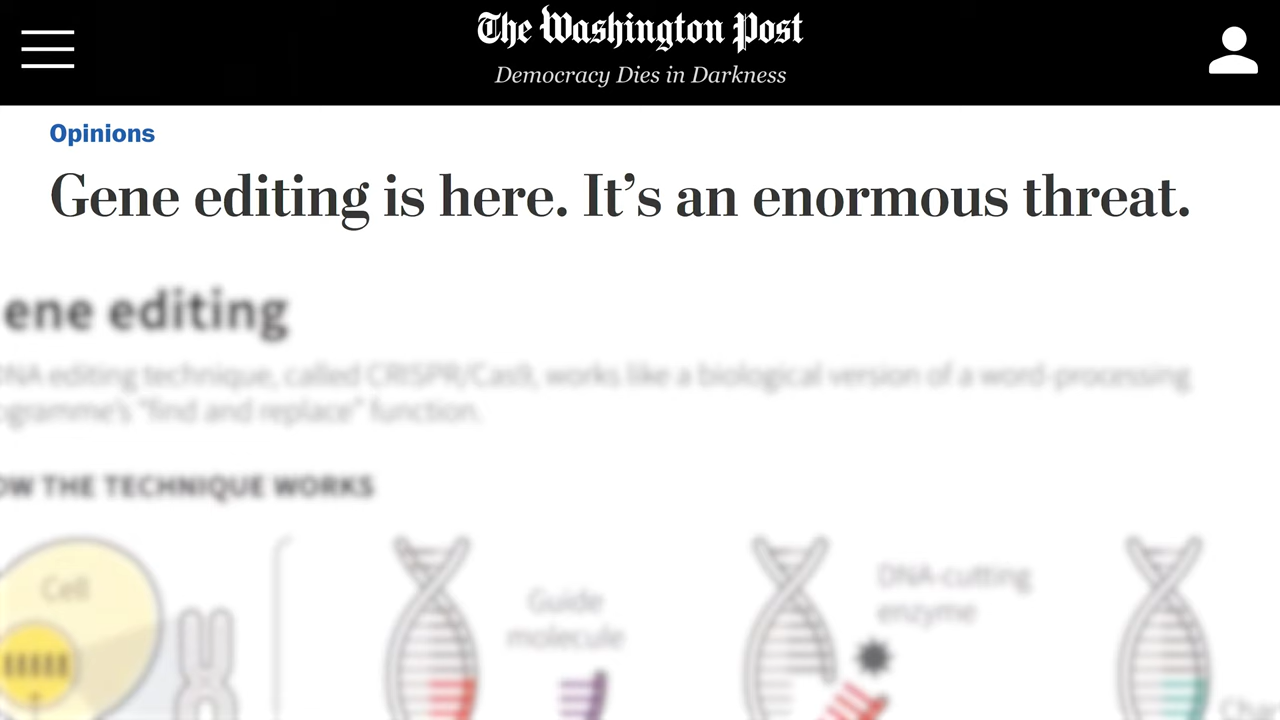 The Washington Post
Democracy Dies in Darkness
Opinions
Gene editing is here. It’s an enormous threat.
ene editing
DNA editing technique, called CRISPR/Cas9, works like a biological version of a word-processing
ogramme’s “find and replace” function.
OW THE TECHNIQUE WORKS
Cell
Guide
molecule
DNA-cutting
enzyme